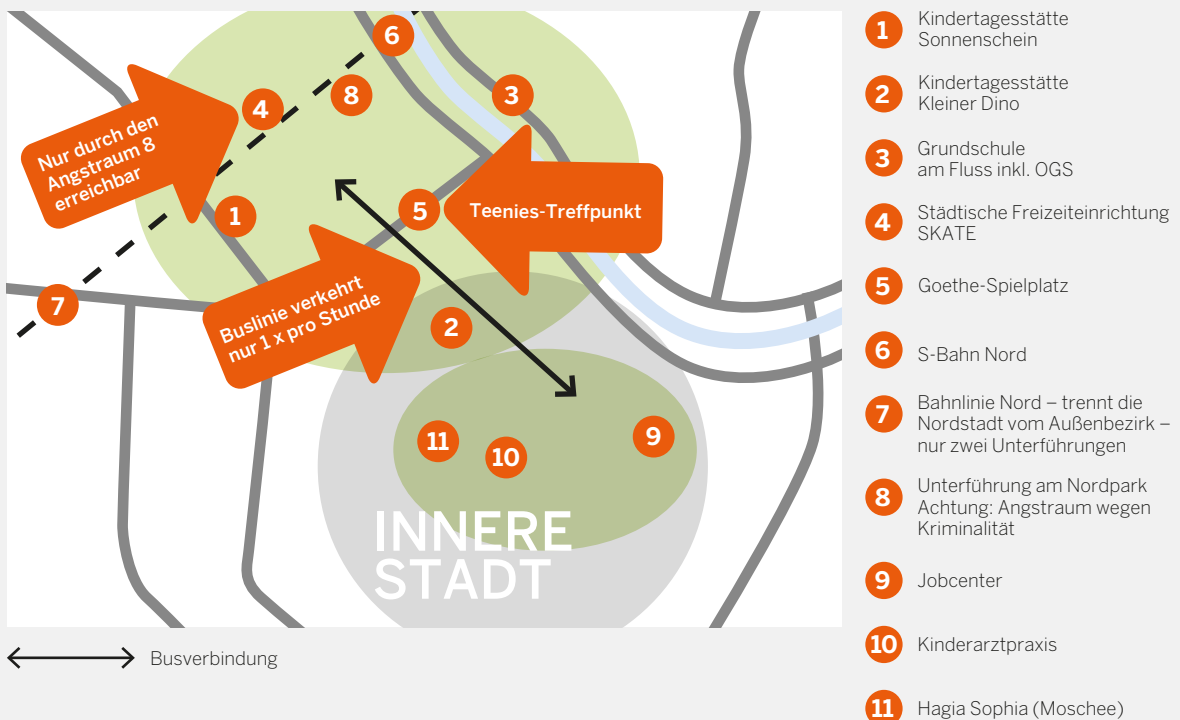 6
4
8
3
Nur durch den
Angstraum 8
erreichbar
1
5
Teenies-Treffpunkt
7
Buslinie verkehrt
nur 1 x pro Stunde
2
11
10
9
INNERE
STADT
Busverbindung
1 Kindertagesstätte
Sonnenschein
2 Kindertagesstätte
Kleiner Dino
3 Grundschule
am Fluss inkl. OGS
4 Städtische Freizeiteinrichtung
SKATE
5 Goethe-Spielplatz
6 S-Bahn Nord
7 Bahnlinie Nord – trennt die
Nordstadt vom Außenbezirk –
nur zwei Unterführungen
8 Unterführung am Nordpark
Achtung: Angstraum wegen
Kriminalität
9 Jobcenter
10 Kinderarztpraxis
11 Hagia Sophia (Moschee)